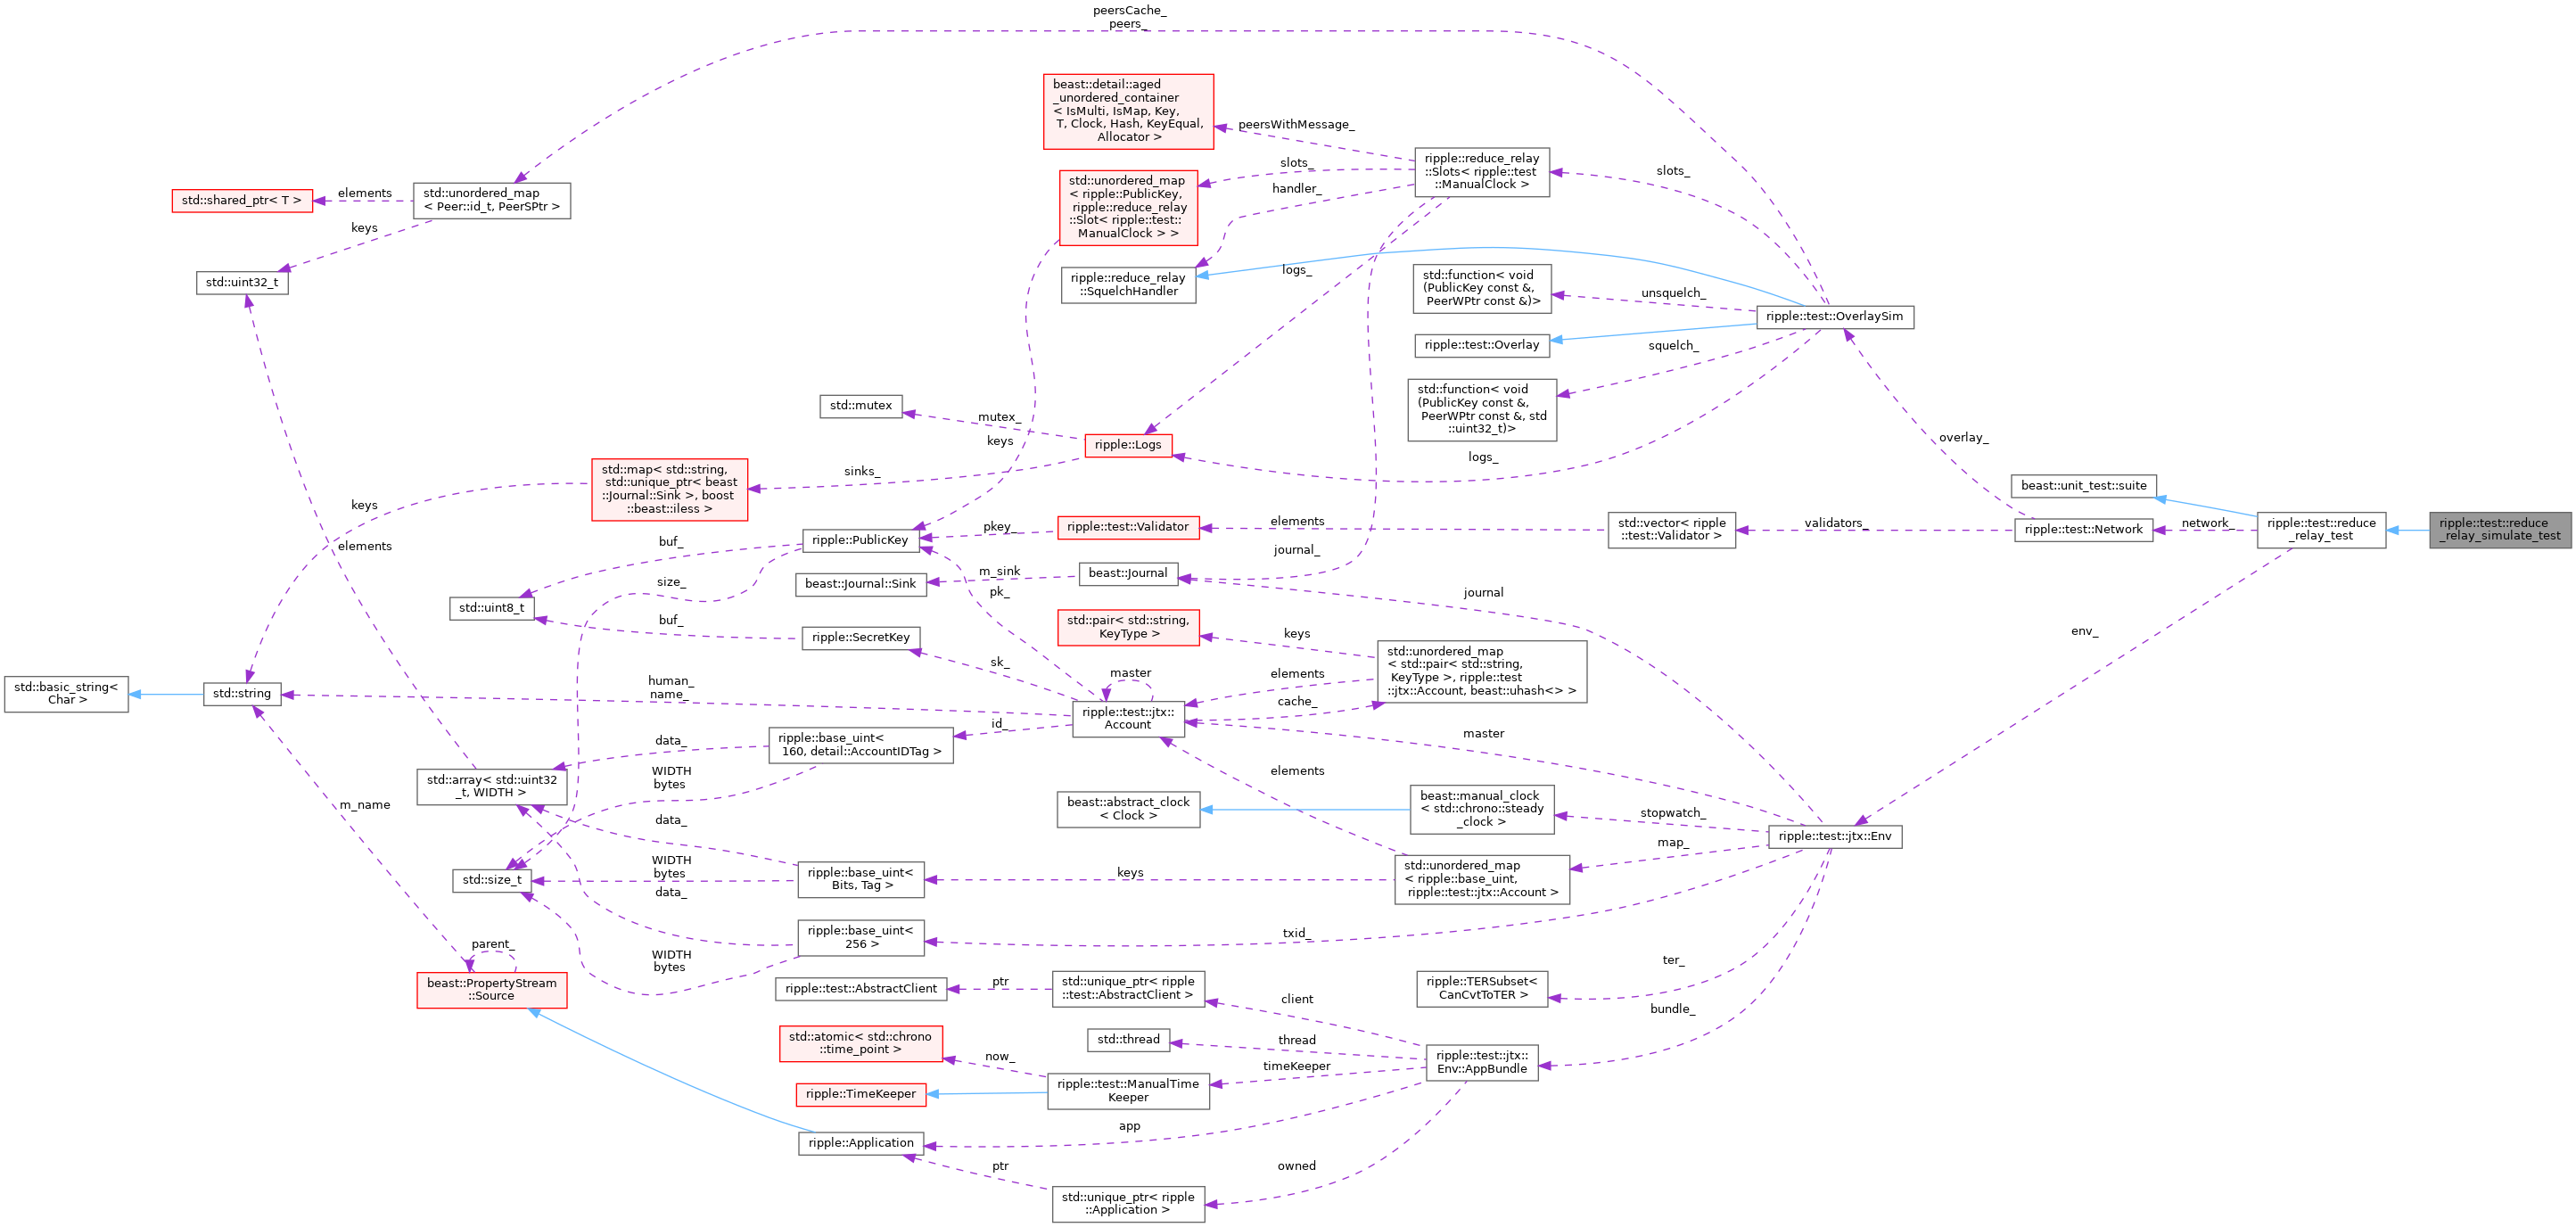 peersCache_
peers_
beast::detail::aged
_unordered_container
< IsMulti, IsMap, Key,
T, Clock, Hash, KeyEqual,
Allocator >
peersWithMessage_
ripple::reduce_relay
::Slots< ripple::test
::ManualClock >
slots_
slots_
handler_
std::unordered_map
< ripple::PublicKey,
ripple::reduce_relay
::Slot< ripple::test::
ManualClock > >
std::shared_ptr< T >
elements
std::unordered_map
< Peer::id_t, PeerSPtr >
keys
std::uint32_t
ripple::reduce_relay
::SquelchHandler
logs_
std::function< void
(PublicKey const &,
PeerWPtr const &)>
unsquelch_
ripple::test::OverlaySim
ripple::test::Overlay
squelch_
std::function< void
(PublicKey const &,
PeerWPtr const &, std
::uint32_t)>
std::mutex
mutex_
keys
ripple::Logs
logs_
overlay_
std::map< std::string,
std::unique_ptr< beast
::Journal::Sink >, boost
::beast::iless >
sinks_
keys
elements
beast::unit_test::suite
ripple::PublicKey
pkey_
ripple::test::Validator
elements
std::vector< ripple
::test::Validator >
validators_
ripple::test::Network
network_
ripple::test::reduce
_relay_test
ripple::test::reduce
_relay_simulate_test
buf_
size_
journal_
beast::Journal::Sink
m_sink
beast::Journal
pk_
journal
std::uint8_t
buf_
ripple::SecretKey
sk_
std::pair< std::string,
KeyType >
keys
std::unordered_map
< std::pair< std::string,
KeyType >, ripple::test
::jtx::Account, beast::uhash<> >
env_
std::basic_string<
Char >
std::string
human_
name_
master
elements
cache_
ripple::test::jtx::
Account
id_
ripple::base_uint<
160, detail::AccountIDTag >
data_
master
std::array< std::uint32
_t, WIDTH >
WIDTH
bytes
elements
m_name
data_
beast::abstract_clock
< Clock >
beast::manual_clock
< std::chrono::steady
_clock >
stopwatch_
ripple::test::jtx::Env
map_
std::size_t
WIDTH
bytes
data_
ripple::base_uint<
Bits, Tag >
keys
std::unordered_map
< ripple::base_uint,
ripple::test::jtx::Account >
ripple::base_uint<
256 >
txid_
parent_
WIDTH
bytes
beast::PropertyStream
::Source
ripple::test::AbstractClient
ptr
std::unique_ptr< ripple
::test::AbstractClient >
client
ripple::TERSubset<
CanCvtToTER >
ter_
bundle_
std::atomic< std::chrono
::time_point >
now_
std::thread
thread
timeKeeper
ripple::test::jtx::
Env::AppBundle
ripple::TimeKeeper
ripple::test::ManualTime
Keeper
ripple::Application
app
ptr
owned
std::unique_ptr< ripple
::Application >